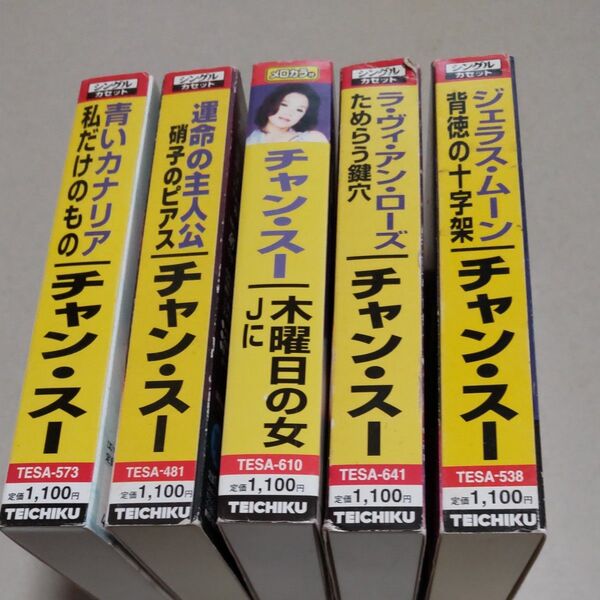 シングル
カセット
青いカナリア
私だけのもの
チャン・スー
TESA-573
定価1,100円
TEICHIKU
シングル
カセット
運命の主人公
硝子のピアス
チャン・スー
TESA-481
定価1,100円
TEICHIKU
メロカラ付
チャン・スー
木曜日の女
Jに
TESA-610
定価1,100円
TEICHIKU
シングル
カセット
ラ・ヴィ・アン・ローズ
ためらう鍵穴
チャン・スー
TESA-641
定価1,100円
TEICHIKU
シングル
カセット
ジェラス・ムーン
背徳の十字架
チャン・スー
TESA-538
定価1,100円
TEICHIKU